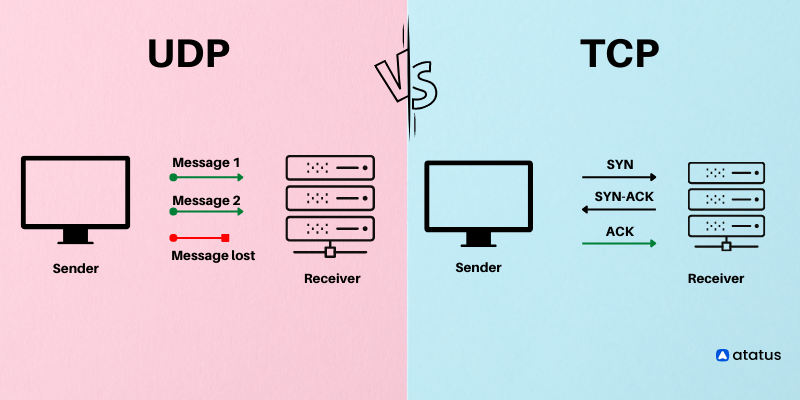 UDP
VS
TCP
Message 1
Message 2
Message lost
Sender
Receiver
SYN
SYN-ACK
ACK
Sender
Receiver
atatus